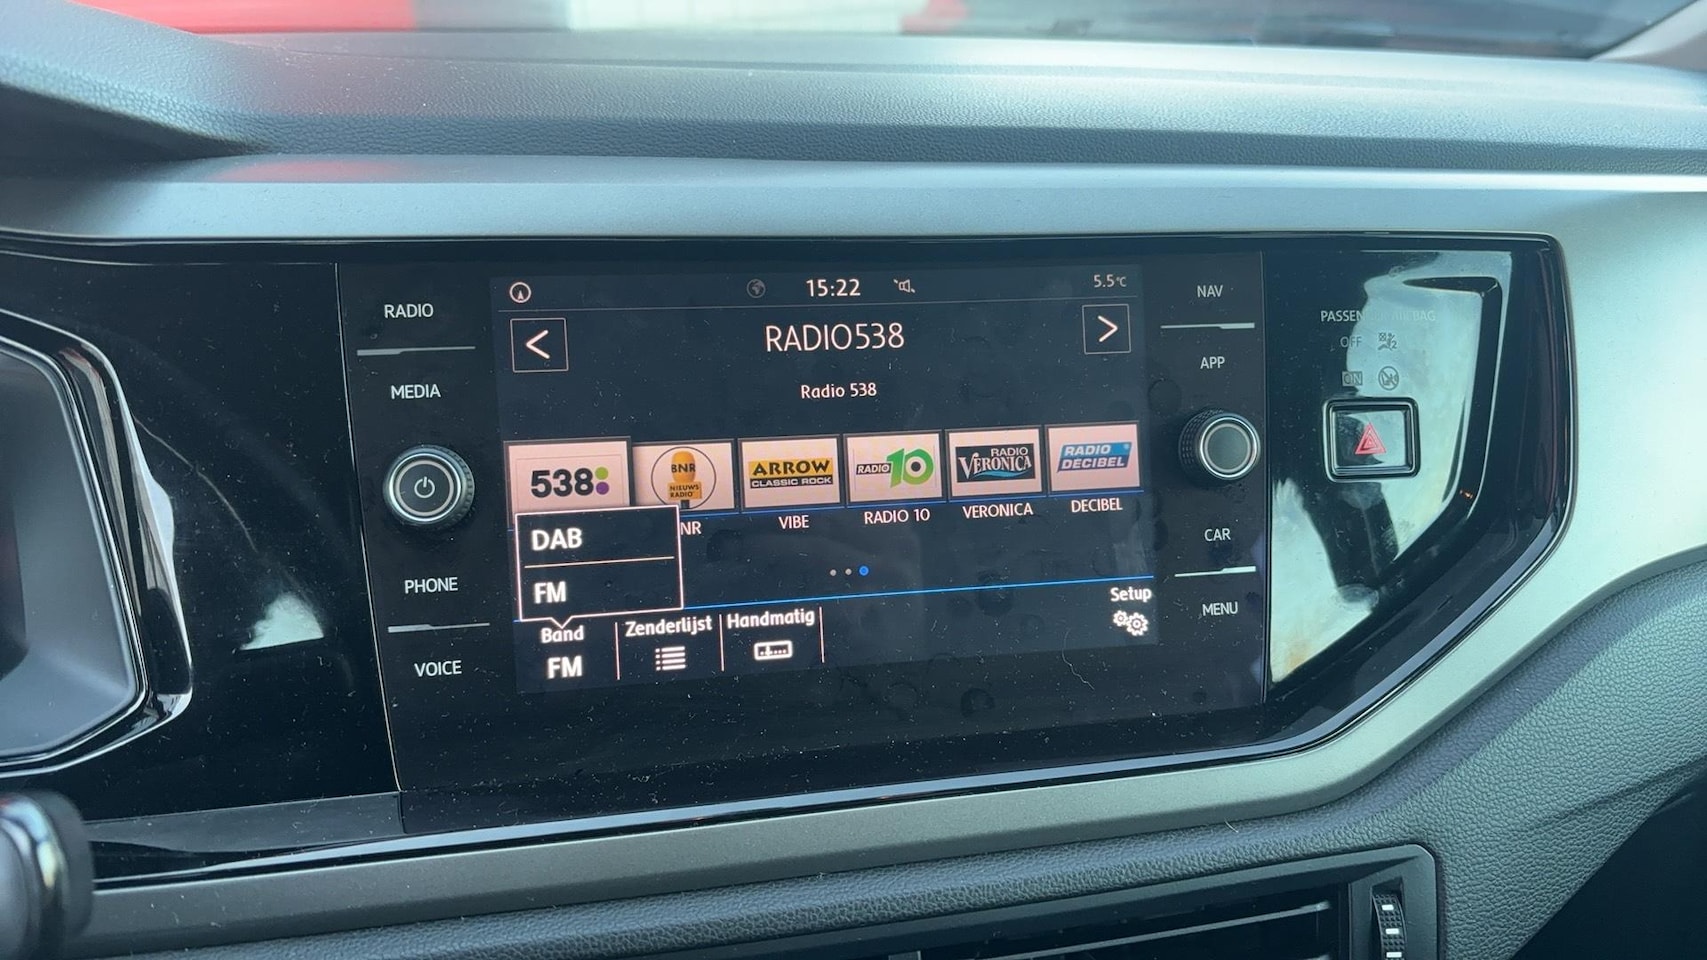 RADIO
MEDIA
PHONE
VOICE
15:22
5.5°C
<
RADIO538
>
Radio 538
538
BNR
NIEUWS
RADIO
ARROW
CLASSIC ROCK
RADIO 10
RADIO
VERONICA
RADIO
DECIBEL
NR
VIBE
RADIO 10
VERONICA
DECIBEL
DAB
FM
Band
FM
Zenderlijst
Handmatig
Setup
NAV
APP
CAR
MENU
PASSENGER AIRBAG
OFF
ON